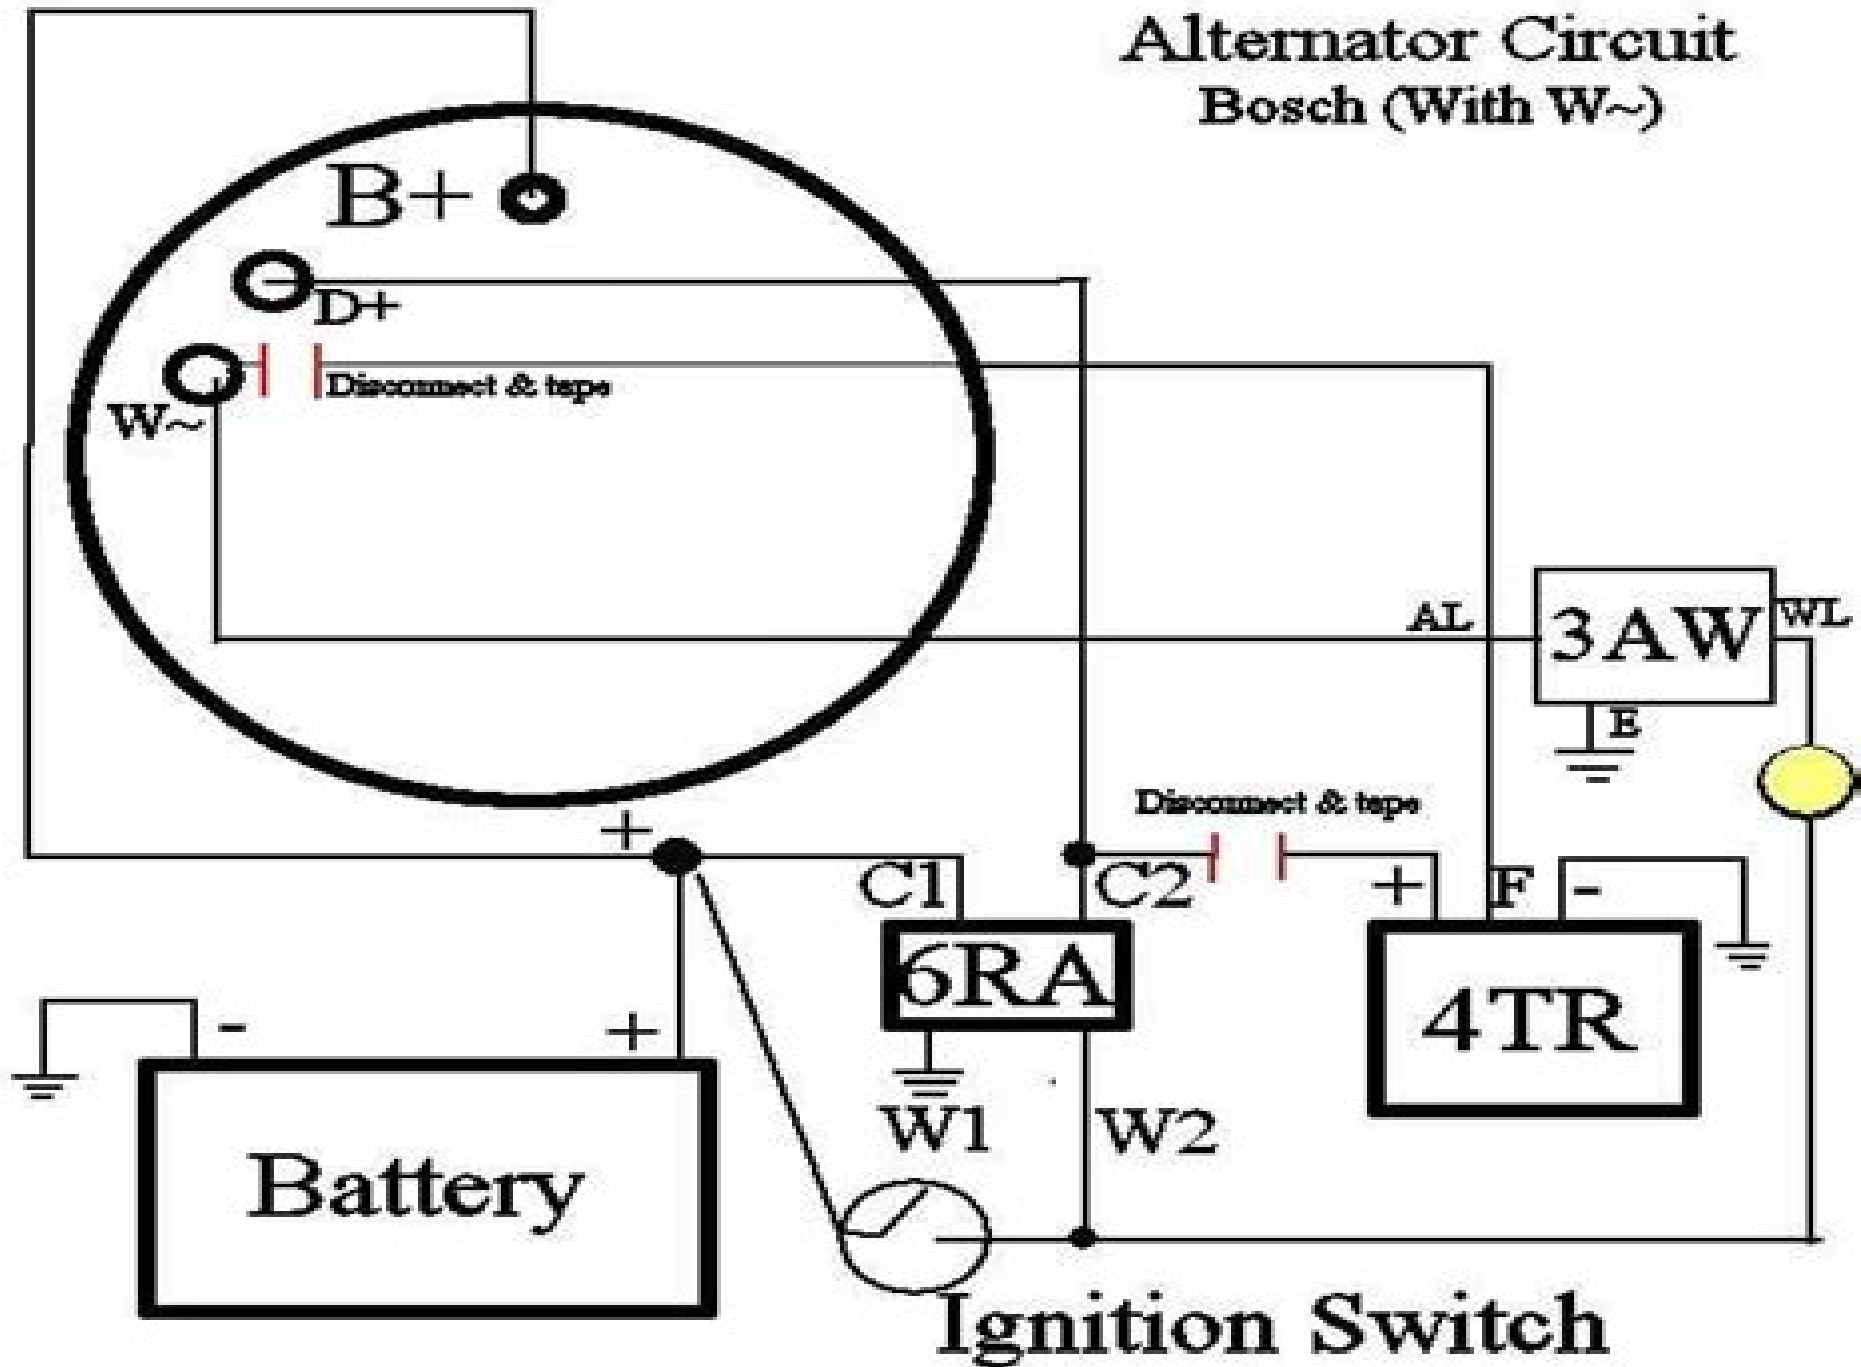 Alternator Circuit
Bosch (With W~)
B+
D+
Disconnect & tape
W~
AL
3AW
WL
E
Disconnect & tape
+
C1
C2
+
F
-
6RA
4TR
-
+
W1
W2
Battery
Ignition Switch